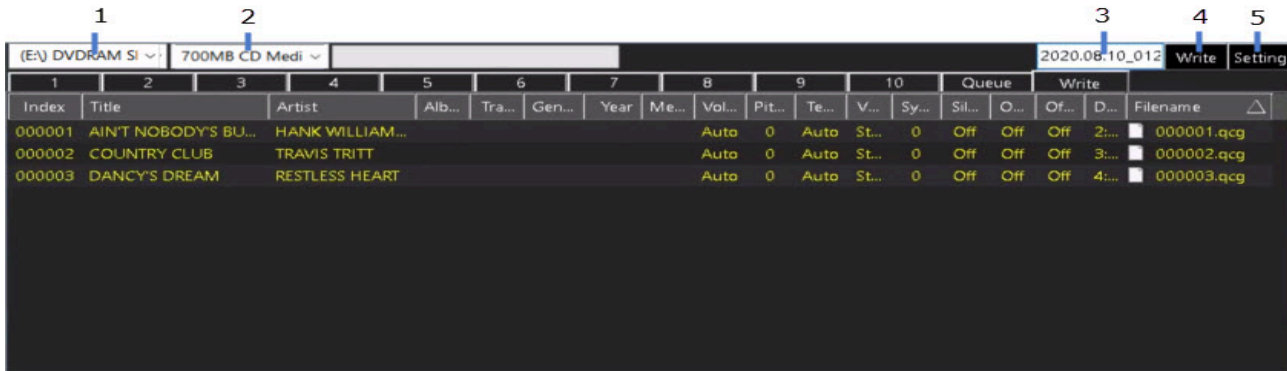 1 2 3 4 5
(E:\) DVDRAM SI 700MB CD Medi 2020.08.10_012 Write Setting
1 2 3 4 5 6 7 8 9 10 Queue Write
Index Title Artist Alb... Tra... Gen... Year Me... Vol... Pit... Te... V... Sy... Sil... O... Of... D... Filename
000001 AIN'T NOBODY'S BU... HANK WILLIAM... Auto 0 Auto St... 0 Off Off Off 2:... 000001.qcg
000002 COUNTRY CLUB TRAVIS TRITT Auto 0 Auto St... 0 Off Off Off 3:... 000002.qcg
000003 DANCY'S DREAM RESTLESS HEART Auto 0 Auto St... 0 Off Off Off 4:... 000003.qcg